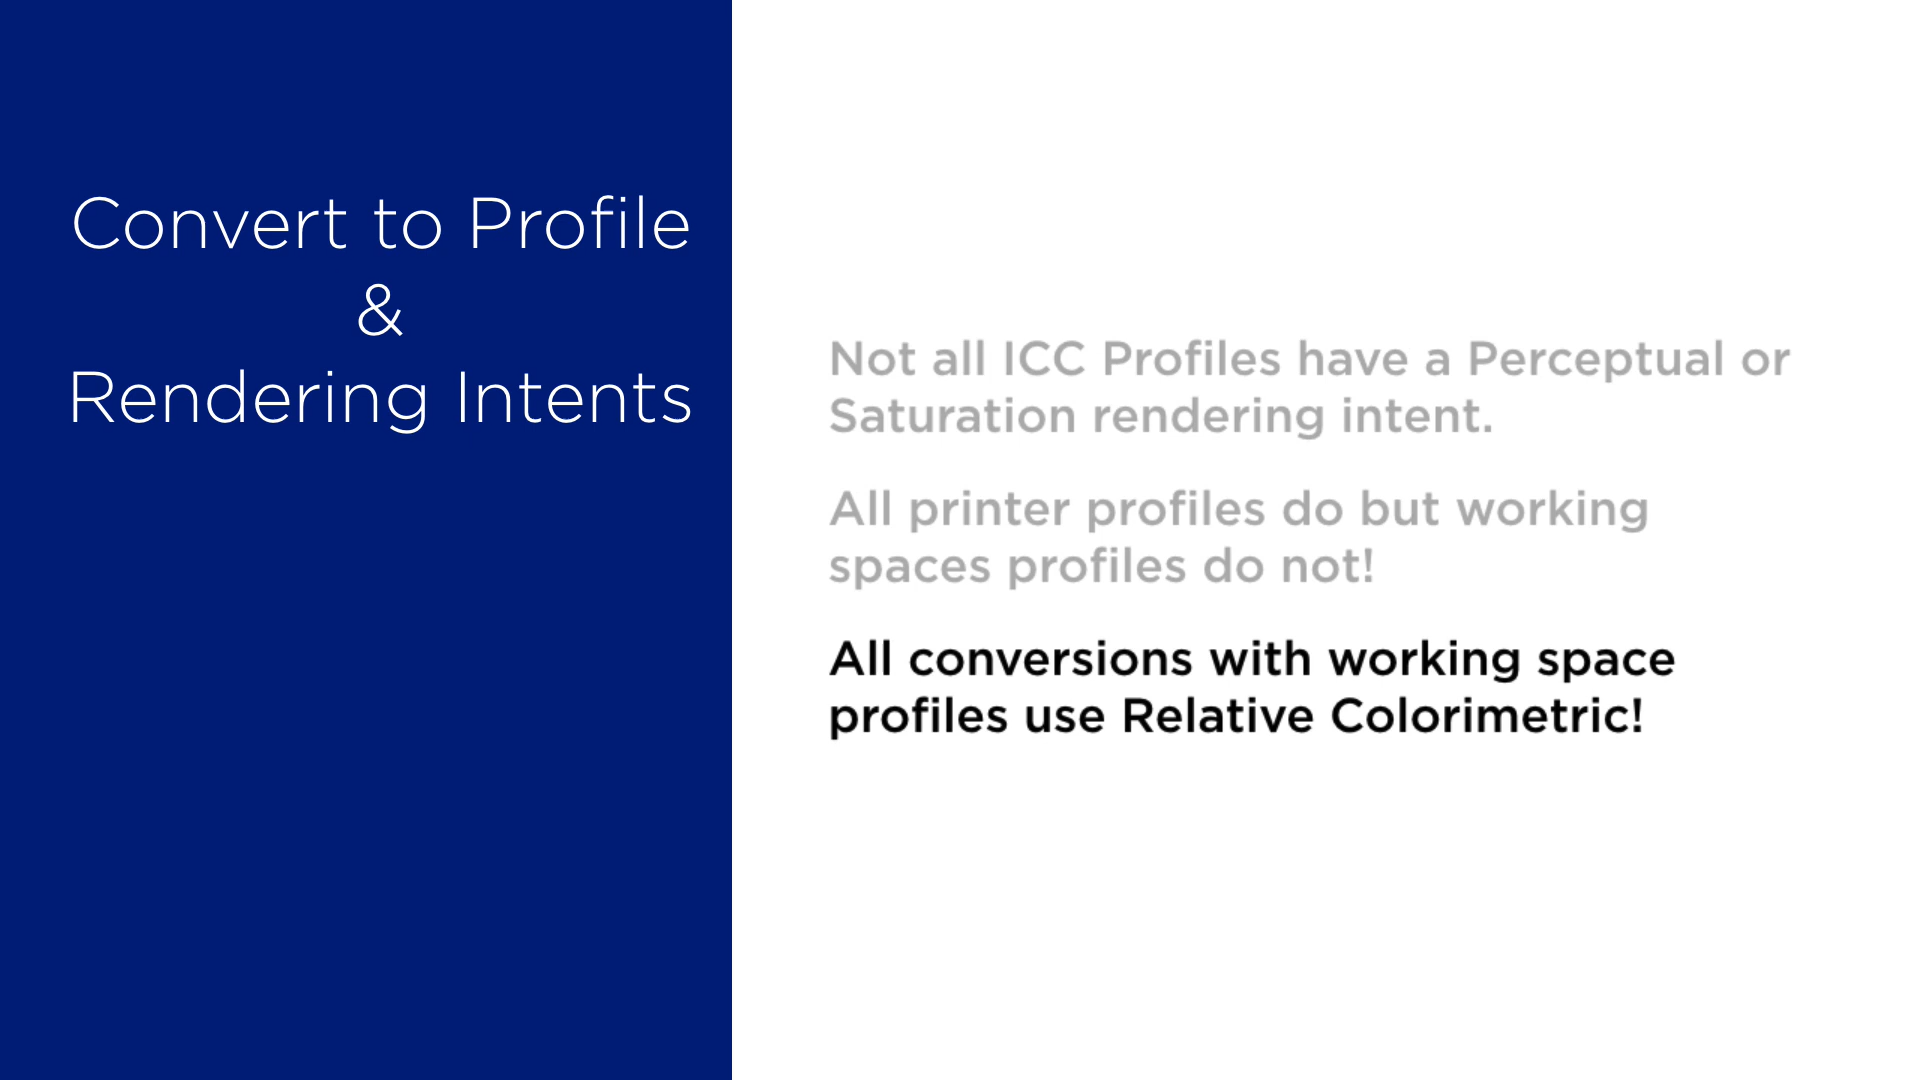 Convert to Profile
&
Rendering Intents
Not all ICC Profiles have a Perceptual or
Saturation rendering intent.
All printer profiles do but working
spaces profiles do not!
All conversions with working space
profiles use Relative Colorimetric!